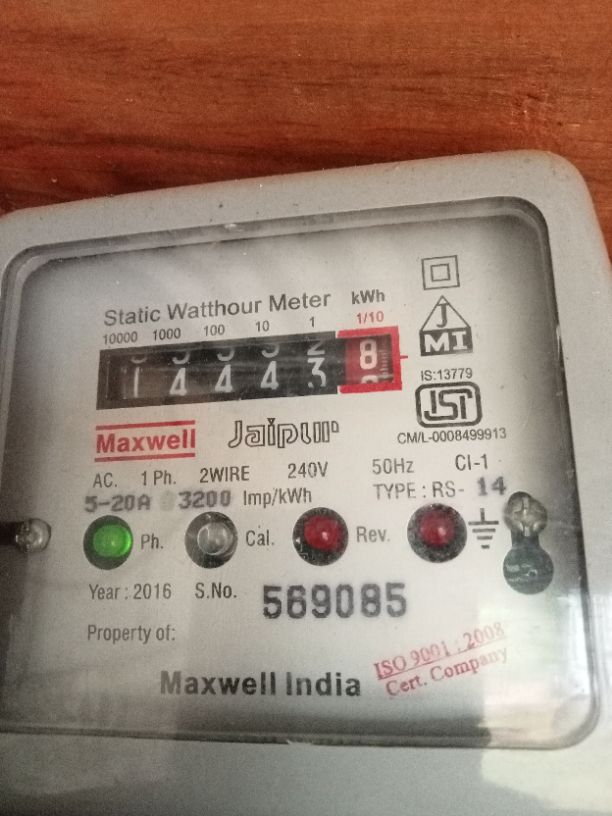 Static Watthour Meter kWh
10000 1000 100 10 1 1/10
1 4 4 4 3 8
J
MI
IS:13779
ISI
CM/L-0008499913
Maxwell Jaipur
AC. 1 Ph. 2WIRE 240V 50Hz Cl-1
5-20A 3200 Imp/kWh TYPE : RS- 14
Ph. Cal. Rev.
Year : 2016 S.No. 569085
Property of:
Maxwell India
ISO 9001 : 2008
Cert. Company